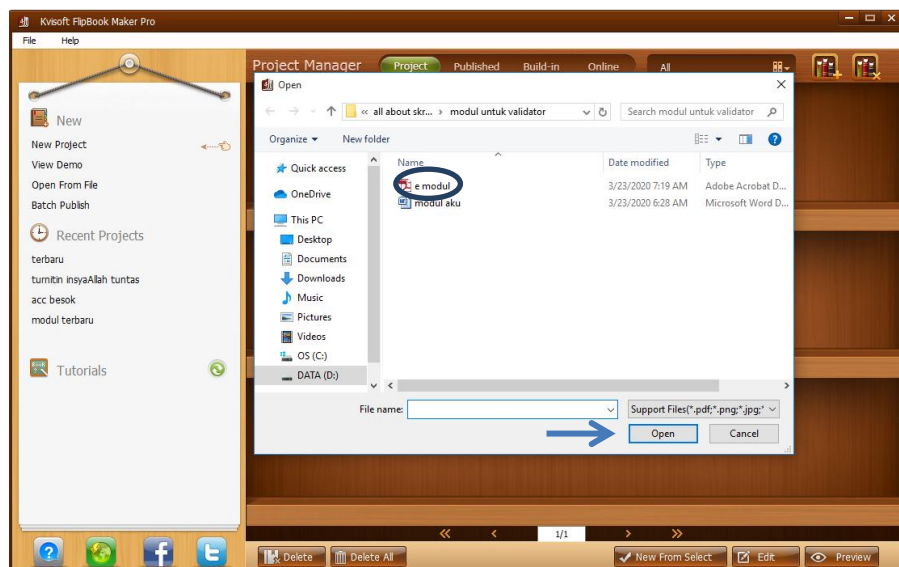 Kvisoft FlipBook Maker Pro
File Help
New
New Project
View Demo
Open From File
Batch Publish
Recent Projects
terbaru
turnitin insyaAllah tuntas
acc besok
modul terbaru
Tutorials
Project Manager Project Published Build-in Online All
Open
« all about skr... › modul untuk validator
Search modul untuk validator
Organize New folder
Quick access
OneDrive
This PC
Desktop
Documents
Downloads
Music
Pictures
Videos
OS (C:)
DATA (D:)
Name Date modified Type
e modul 3/23/2020 7:19 AM Adobe Acrobat D...
modul aku 3/23/2020 6:28 AM Microsoft Word D...
File name: Support Files(*.pdf;*.png;*.jpg;*
Open Cancel
1/1
Delete Delete All New From Select Edit Preview